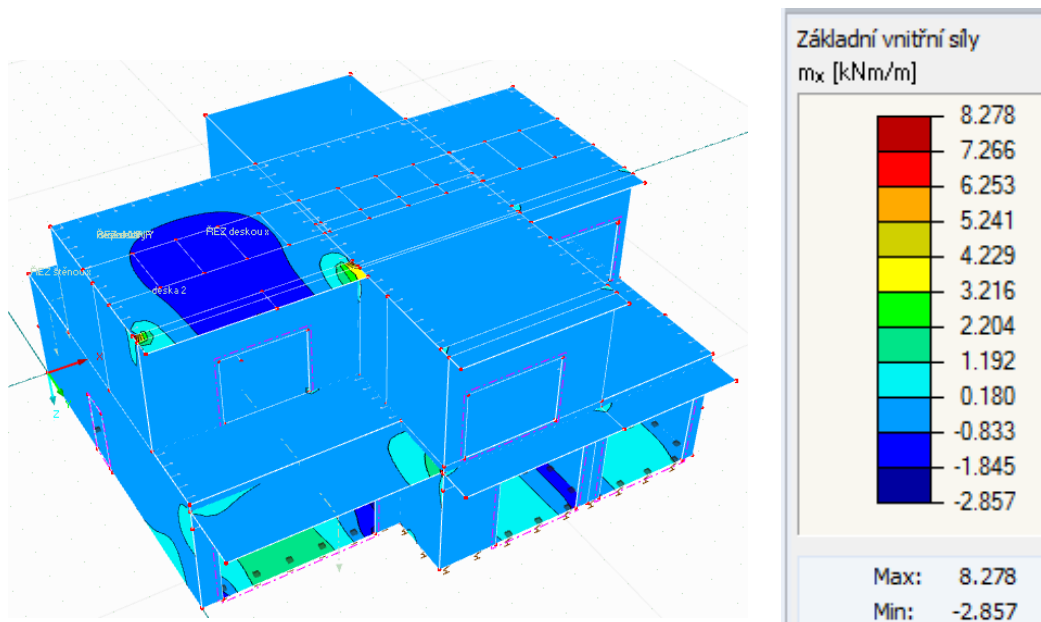 ŘEZ deskou x
ŘEZ stěnou x
deska 2
x
z
Základní vnitřní síly
mx [kNm/m]
8.278
7.266
6.253
5.241
4.229
3.216
2.204
1.192
0.180
-0.833
-1.845
-2.857
Max: 8.278
Min: -2.857